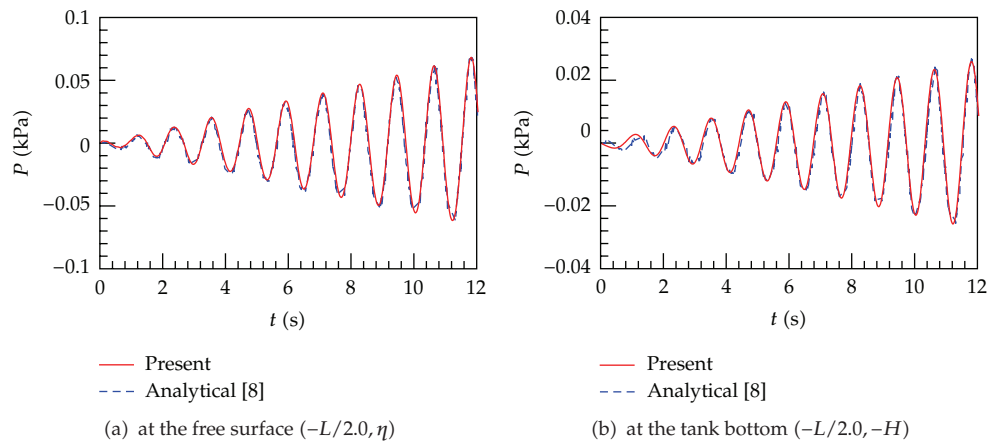 0.1
0.05
0
−0.05
−0.1
P (kPa)
0 2 4 6 8 10 12
t (s)
Present
Analytical [8]
(a) at the free surface (−L/2.0, η)
0.04
0.02
0
−0.02
−0.04
P (kPa)
0 2 4 6 8 10 12
t (s)
Present
Analytical [8]
(b) at the tank bottom (−L/2.0, −H)